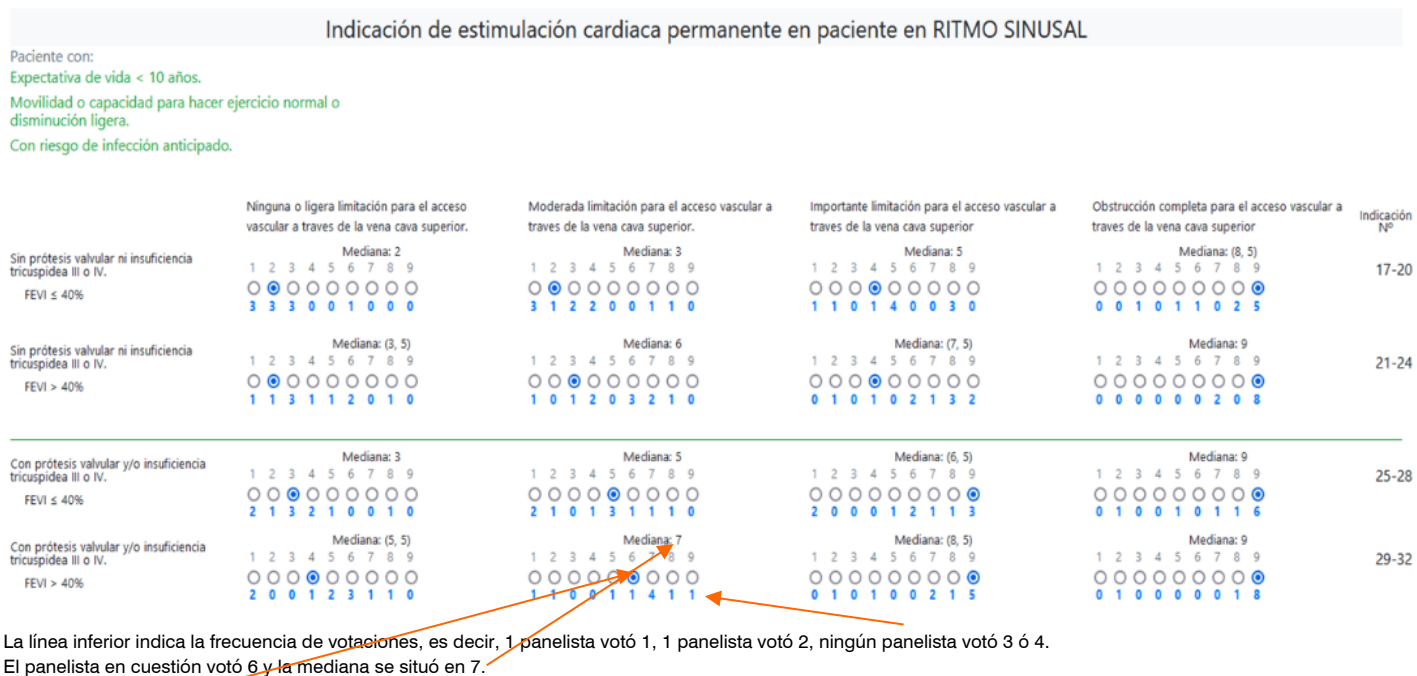 Indicación de estimulación cardiaca permanente en paciente en RITMO SINUSAL
Paciente con:
Expectativa de vida < 10 años.
Movilidad o capacidad para hacer ejercicio normal o
disminución ligera.
Con riesgo de infección anticipado.
Ninguna o ligera limitación para el acceso
vascular a traves de la vena cava superior.
Moderada limitación para el acceso vascular a
traves de la vena cava superior.
Importante limitación para el acceso vascular a
traves de la vena cava superior
Obstrucción completa para el acceso vascular a
traves de la vena cava superior
Indicación
Nº
Sin prótesis valvular ni insuficiencia
tricuspidea III o IV.
FEVI ≤ 40%
Mediana: 2
1 2 3 4 5 6 7 8 9
3 3 3 0 0 1 0 0 0
Mediana: 3
1 2 3 4 5 6 7 8 9
3 1 2 2 0 0 1 1 0
Mediana: 5
1 2 3 4 5 6 7 8 9
1 1 0 1 4 0 0 3 0
Mediana: (8, 5)
1 2 3 4 5 6 7 8 9
0 0 1 0 1 1 0 2 5
17-20
Sin prótesis valvular ni insuficiencia
tricuspidea III o IV.
FEVI > 40%
Mediana: (3, 5)
1 2 3 4 5 6 7 8 9
1 1 3 1 1 2 0 1 0
Mediana: 6
1 2 3 4 5 6 7 8 9
1 0 1 2 0 3 2 1 0
Mediana: (7, 5)
1 2 3 4 5 6 7 8 9
0 1 0 1 0 2 1 3 2
Mediana: 9
1 2 3 4 5 6 7 8 9
0 0 0 0 0 0 2 0 8
21-24
Con prótesis valvular y/o insuficiencia
tricuspidea III o IV.
FEVI ≤ 40%
Mediana: 3
1 2 3 4 5 6 7 8 9
2 1 3 2 1 0 0 1 0
Mediana: 5
1 2 3 4 5 6 7 8 9
2 1 0 1 3 1 1 1 0
Mediana: (6, 5)
1 2 3 4 5 6 7 8 9
2 0 0 0 1 2 1 1 3
Mediana: 9
1 2 3 4 5 6 7 8 9
0 1 0 0 1 0 1 1 6
25-28
Con prótesis valvular y/o insuficiencia
tricuspidea III o IV.
FEVI > 40%
Mediana: (5, 5)
1 2 3 4 5 6 7 8 9
2 0 0 1 2 3 1 1 0
Mediana: 7
1 2 3 4 5 6 7 8 9
1 1 0 0 1 1 4 1 1
Mediana: (8, 5)
1 2 3 4 5 6 7 8 9
0 1 0 1 0 0 2 1 5
Mediana: 9
1 2 3 4 5 6 7 8 9
0 1 0 0 0 0 0 1 8
29-32
La línea inferior indica la frecuencia de votaciones, es decir, 1 panelista votó 1, 1 panelista votó 2, ningún panelista votó 3 ó 4.
El panelista en cuestión votó 6 y la mediana se situó en 7.